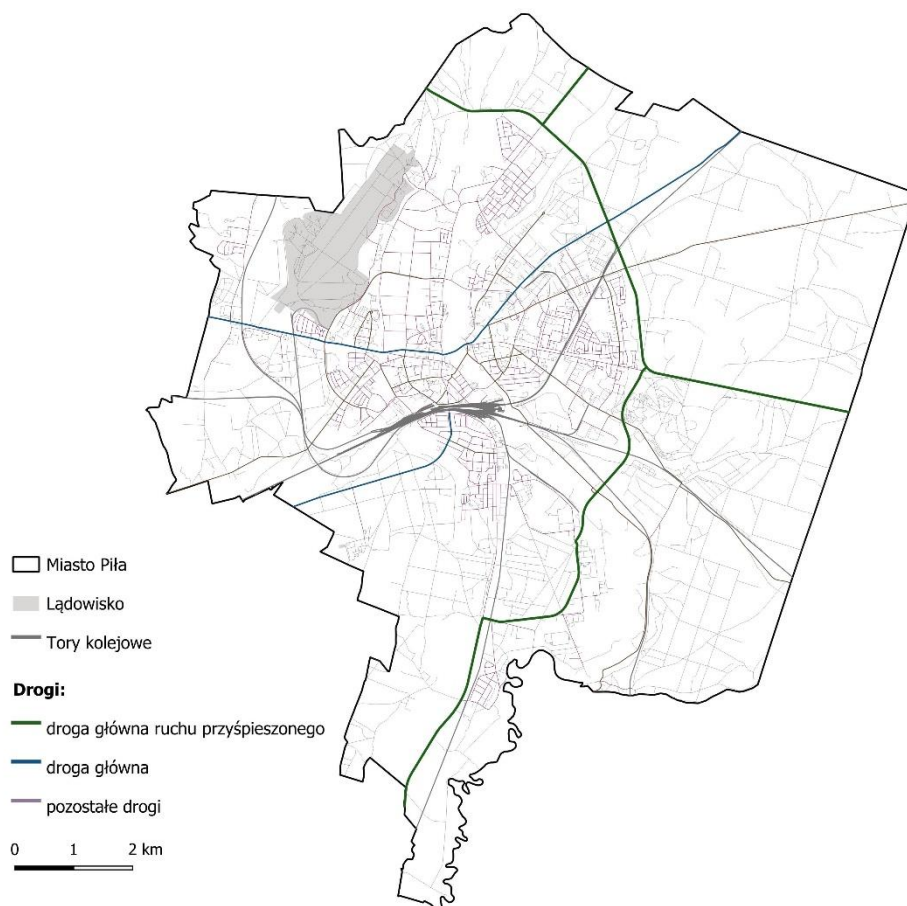 Miasto Piła
Lądowisko
Tory kolejowe
Drogi:
droga główna ruchu przyśpieszonego
droga główna
pozostałe drogi
0 1 2 km